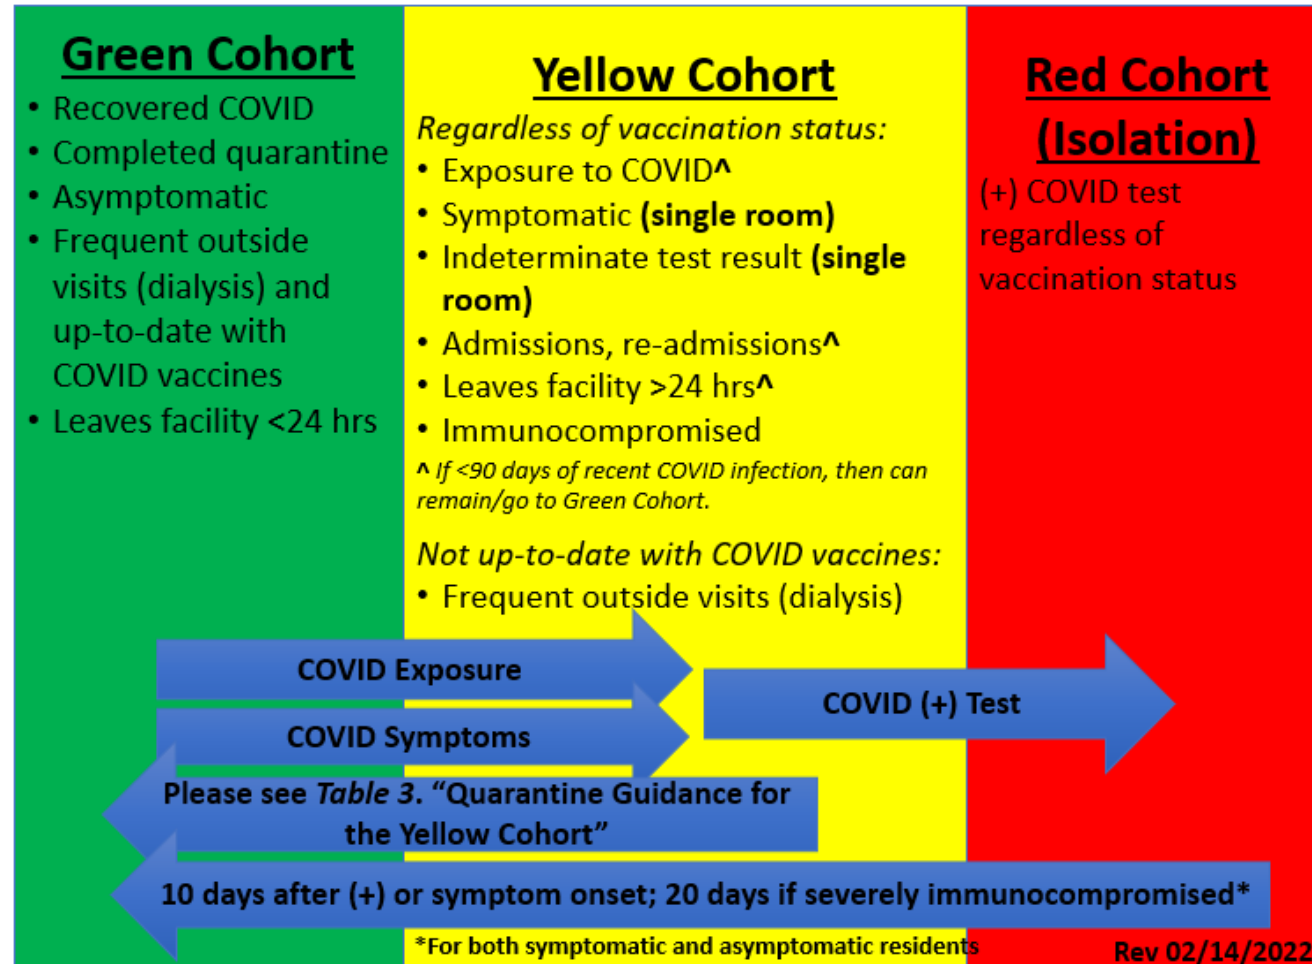 Green Cohort
• Recovered COVID
• Completed quarantine
• Asymptomatic
• Frequent outside
visits (dialysis) and
up-to-date with
COVID vaccines
• Leaves facility <24 hrs
Yellow Cohort
Regardless of vaccination status:
• Exposure to COVID^
• Symptomatic (single room)
• Indeterminate test result (single
room)
• Admissions, re-admissions^
• Leaves facility >24 hrs^
• Immunocompromised
^ If <90 days of recent COVID infection, then can
remain/go to Green Cohort.
Not up-to-date with COVID vaccines:
• Frequent outside visits (dialysis)
Red Cohort
(Isolation)
(+) COVID test
regardless of
vaccination status
COVID Exposure
COVID Symptoms
COVID (+) Test
Please see Table 3. “Quarantine Guidance for
the Yellow Cohort”
10 days after (+) or symptom onset; 20 days if severely immunocompromised*
*For both symptomatic and asymptomatic residents
Rev 02/14/2022